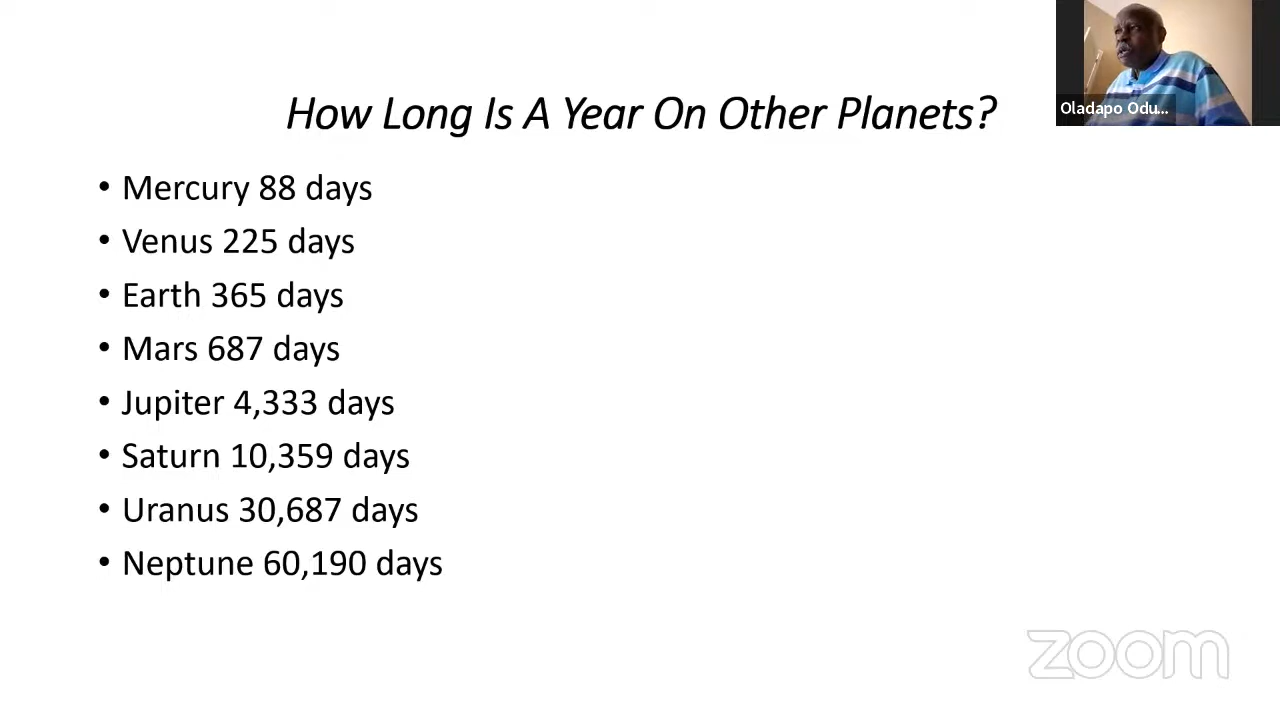 How Long Is A Year On Other Planets?
Oladapo Odu...
• Mercury 88 days
• Venus 225 days
• Earth 365 days
• Mars 687 days
• Jupiter 4,333 days
• Saturn 10,359 days
• Uranus 30,687 days
• Neptune 60,190 days
zoom